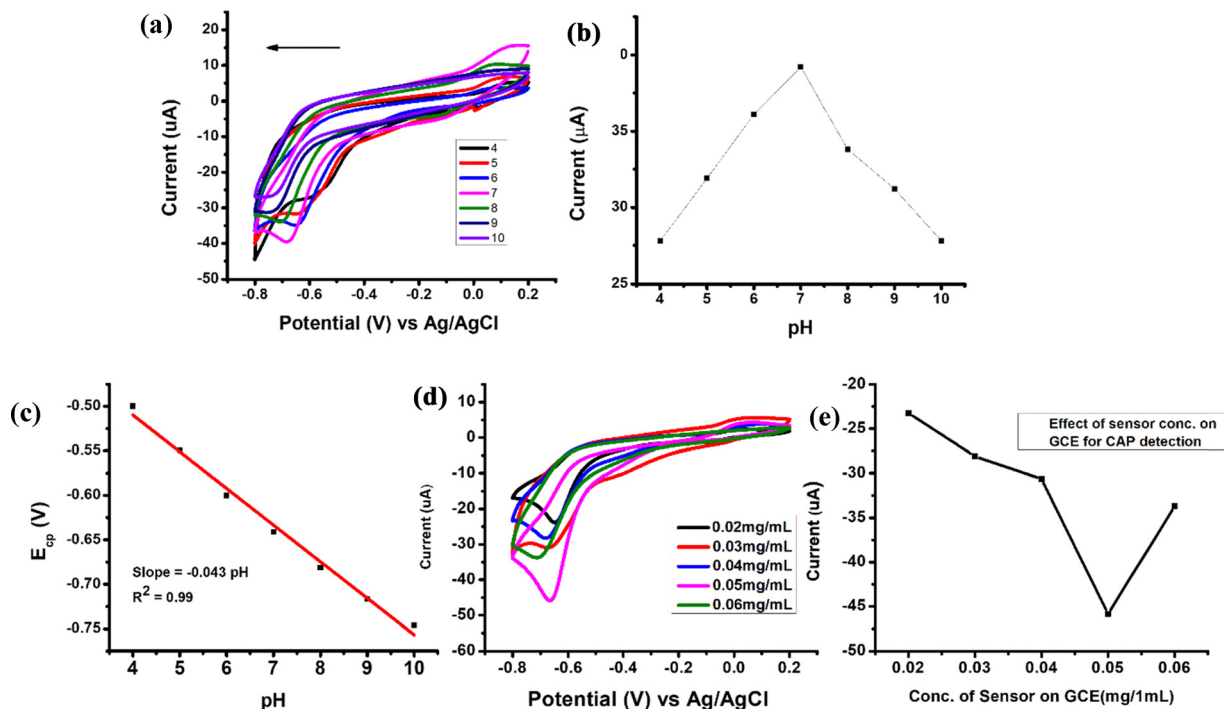 (a)
20
10
0
-10
-20
-30
-40
-50
Current (uA)
4
5
6
7
8
9
10
-0.8 -0.6 -0.4 -0.2 0.0 0.2
Potential (V) vs Ag/AgCl
(b)
0
35
30
25
Current (µA)
4 5 6 7 8 9 10
pH
(c)
-0.50
-0.55
-0.60
-0.65
-0.70
-0.75
E cp (V)
Slope = -0.043 pH
R2 = 0.99
4 5 6 7 8 9 10
pH
(d)
20
10
0
-10
-20
-30
-40
-50
-60
Current (uA)
0.02mg/mL
0.03mg/mL
0.04mg/mL
0.05mg/mL
0.06mg/mL
-0.8 -0.6 -0.4 -0.2 0.0 0.2
Potential (V) vs Ag/AgCl
(e)
-20
-25
-30
-35
-40
-45
-50
Current (uA)
Effect of sensor conc. on
GCE for CAP detection
0.02 0.03 0.04 0.05 0.06
Conc. of Sensor on GCE(mg/1mL)